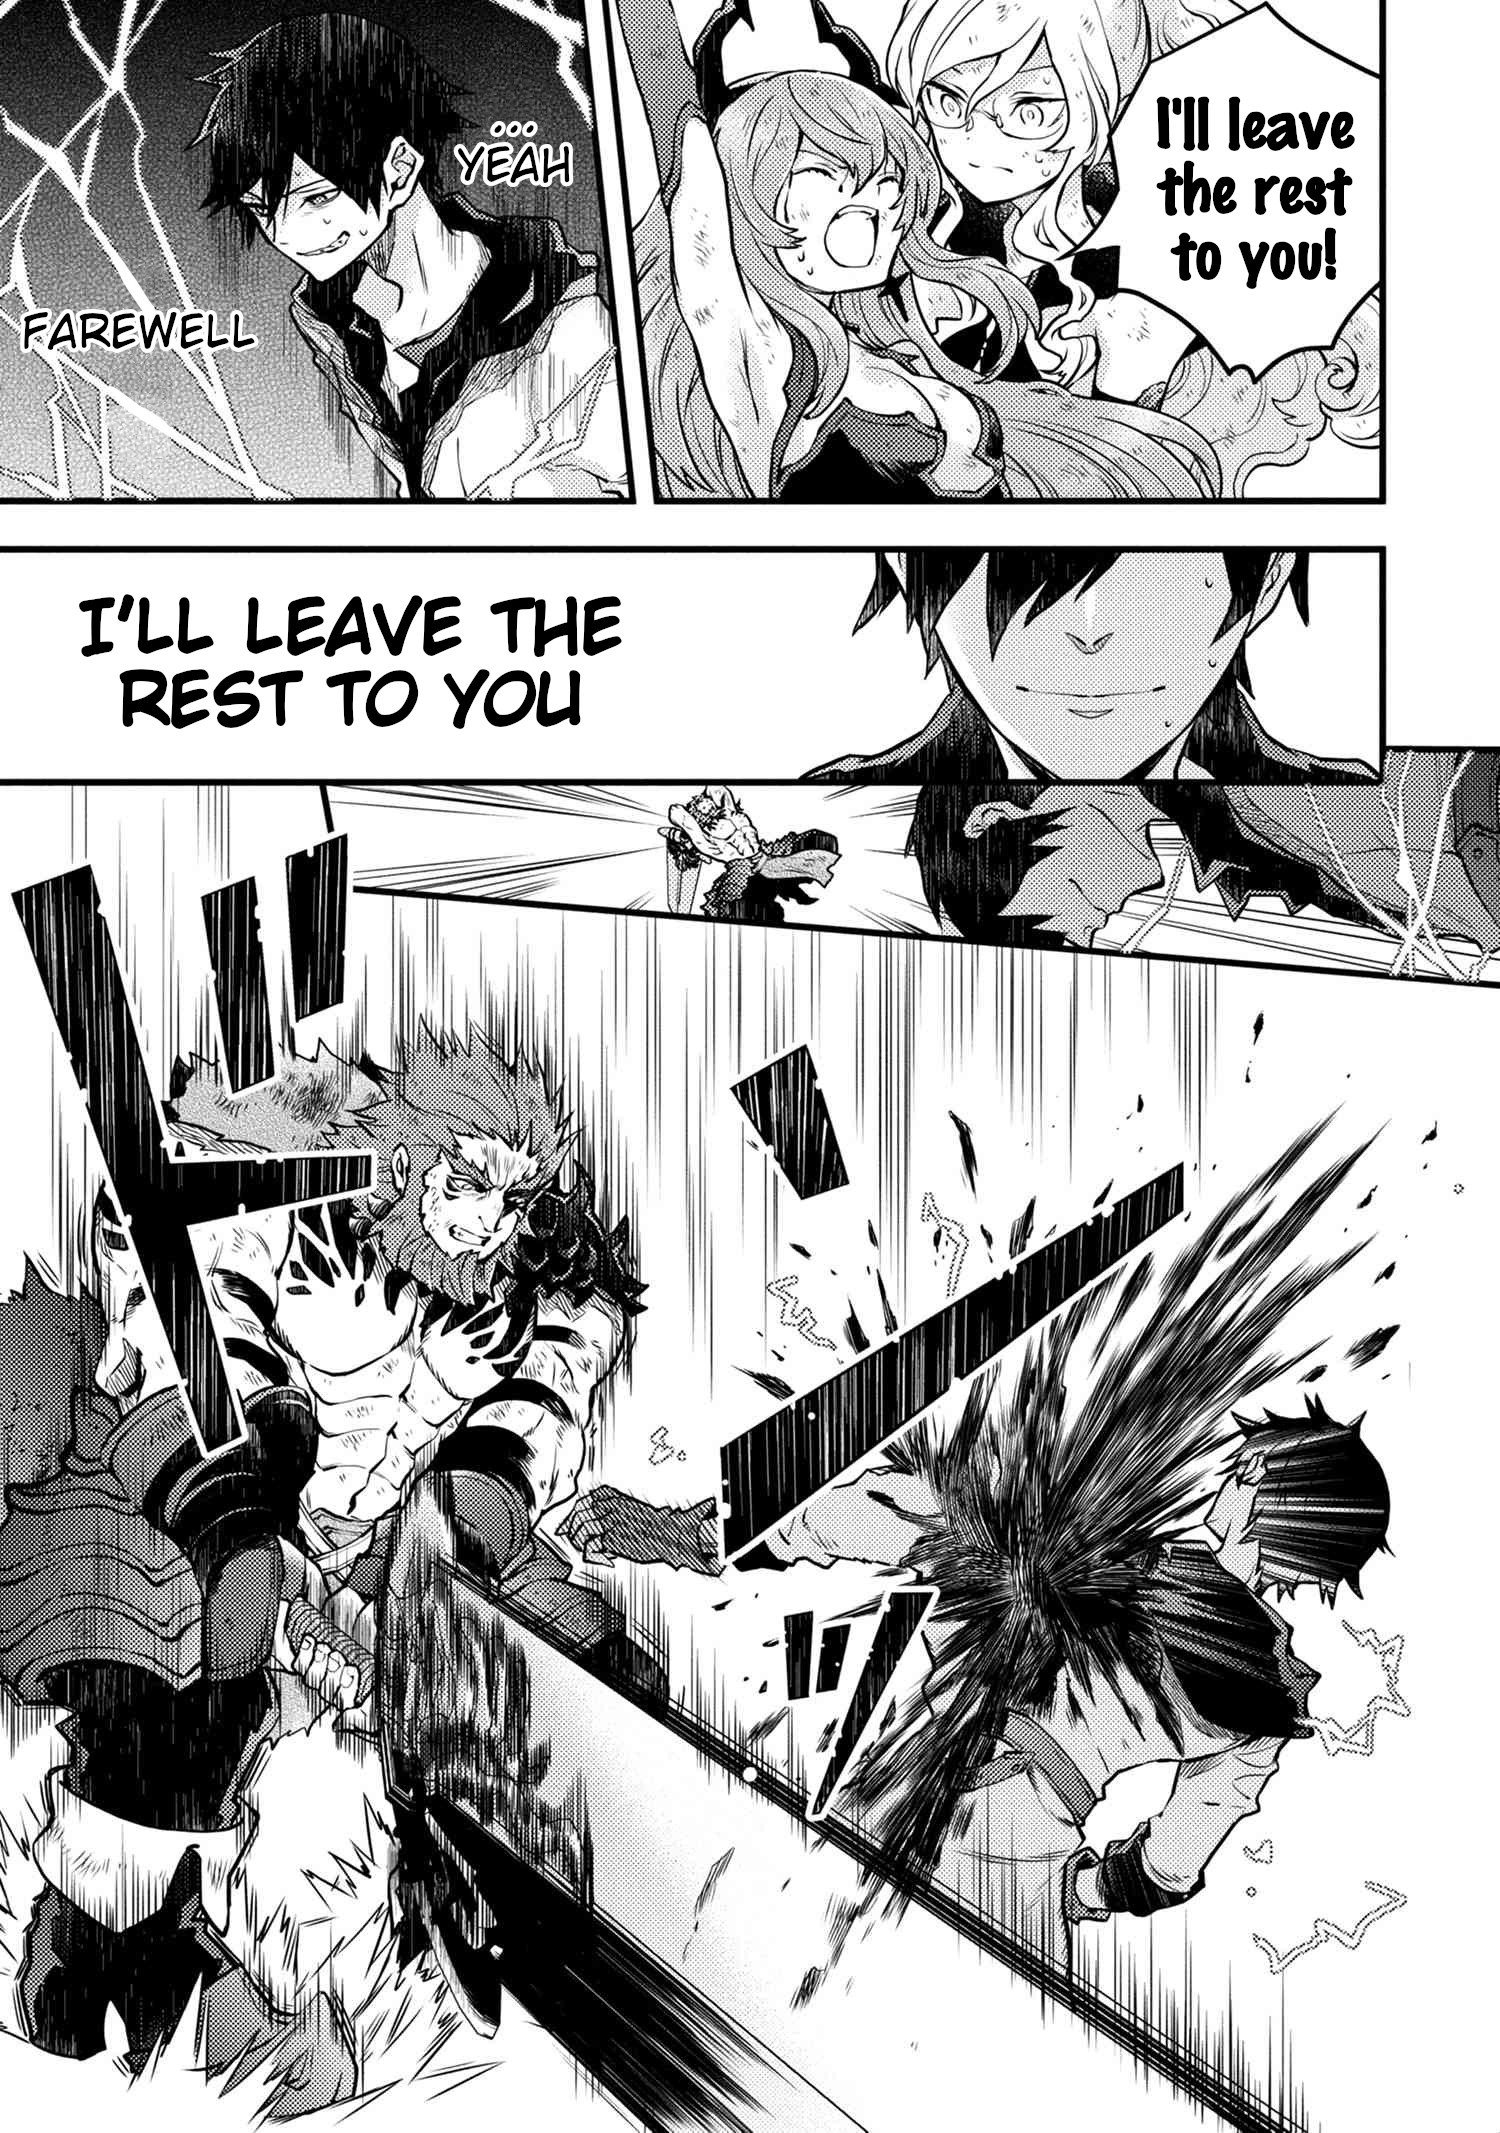 I'll leave
the rest
to you!
...
YEAH
FAREWELL
I'LL LEAVE THE
REST TO YOU